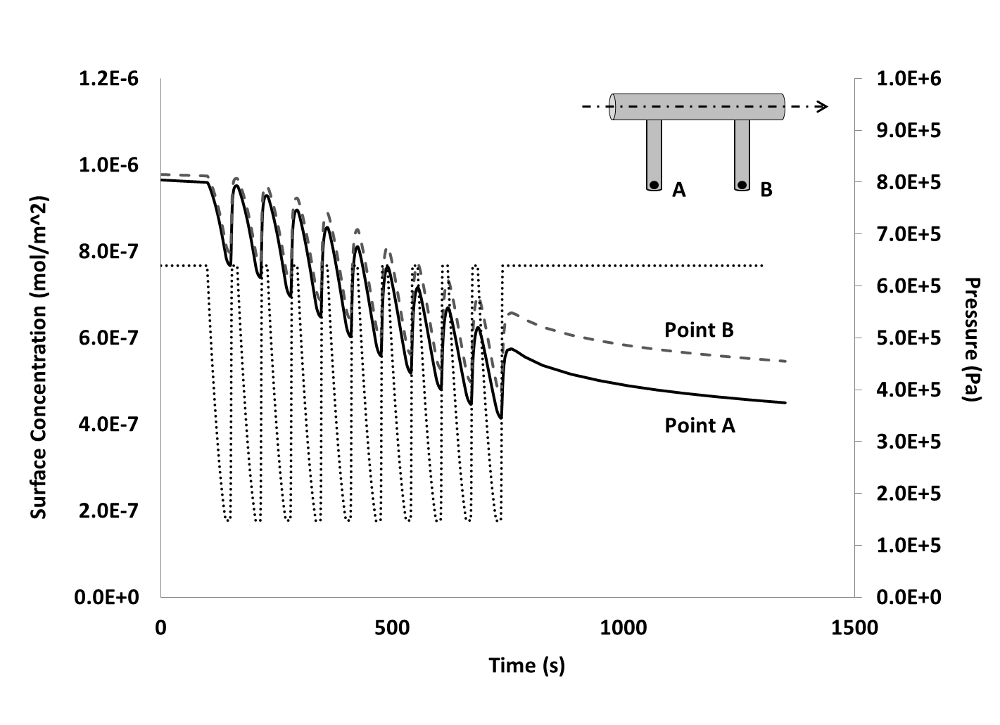 1.2E-6
1.0E-6
8.0E-7
6.0E-7
4.0E-7
2.0E-7
0.0E+0
Surface Concentration (mol/m^2)
1.0E+6
9.0E+5
8.0E+5
7.0E+5
6.0E+5
5.0E+5
4.0E+5
3.0E+5
2.0E+5
1.0E+5
0.0E+0
Pressure (Pa)
A B
Point B
Point A
0 500 1000 1500
Time (s)